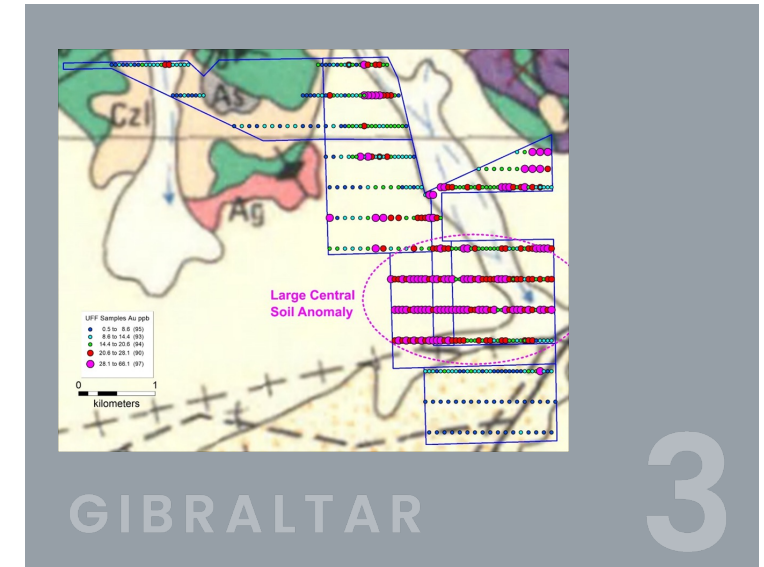 Czl
As
Ag
Large Central
Soil Anomaly
UFF Samples Au ppb
0.5 to 8.6 (95)
8.6 to 14.4 (93)
14.4 to 20.6 (94)
20.6 to 28.1 (90)
28.1 to 66.1 (97)
0 1
kilometers
GIBRALTAR
3